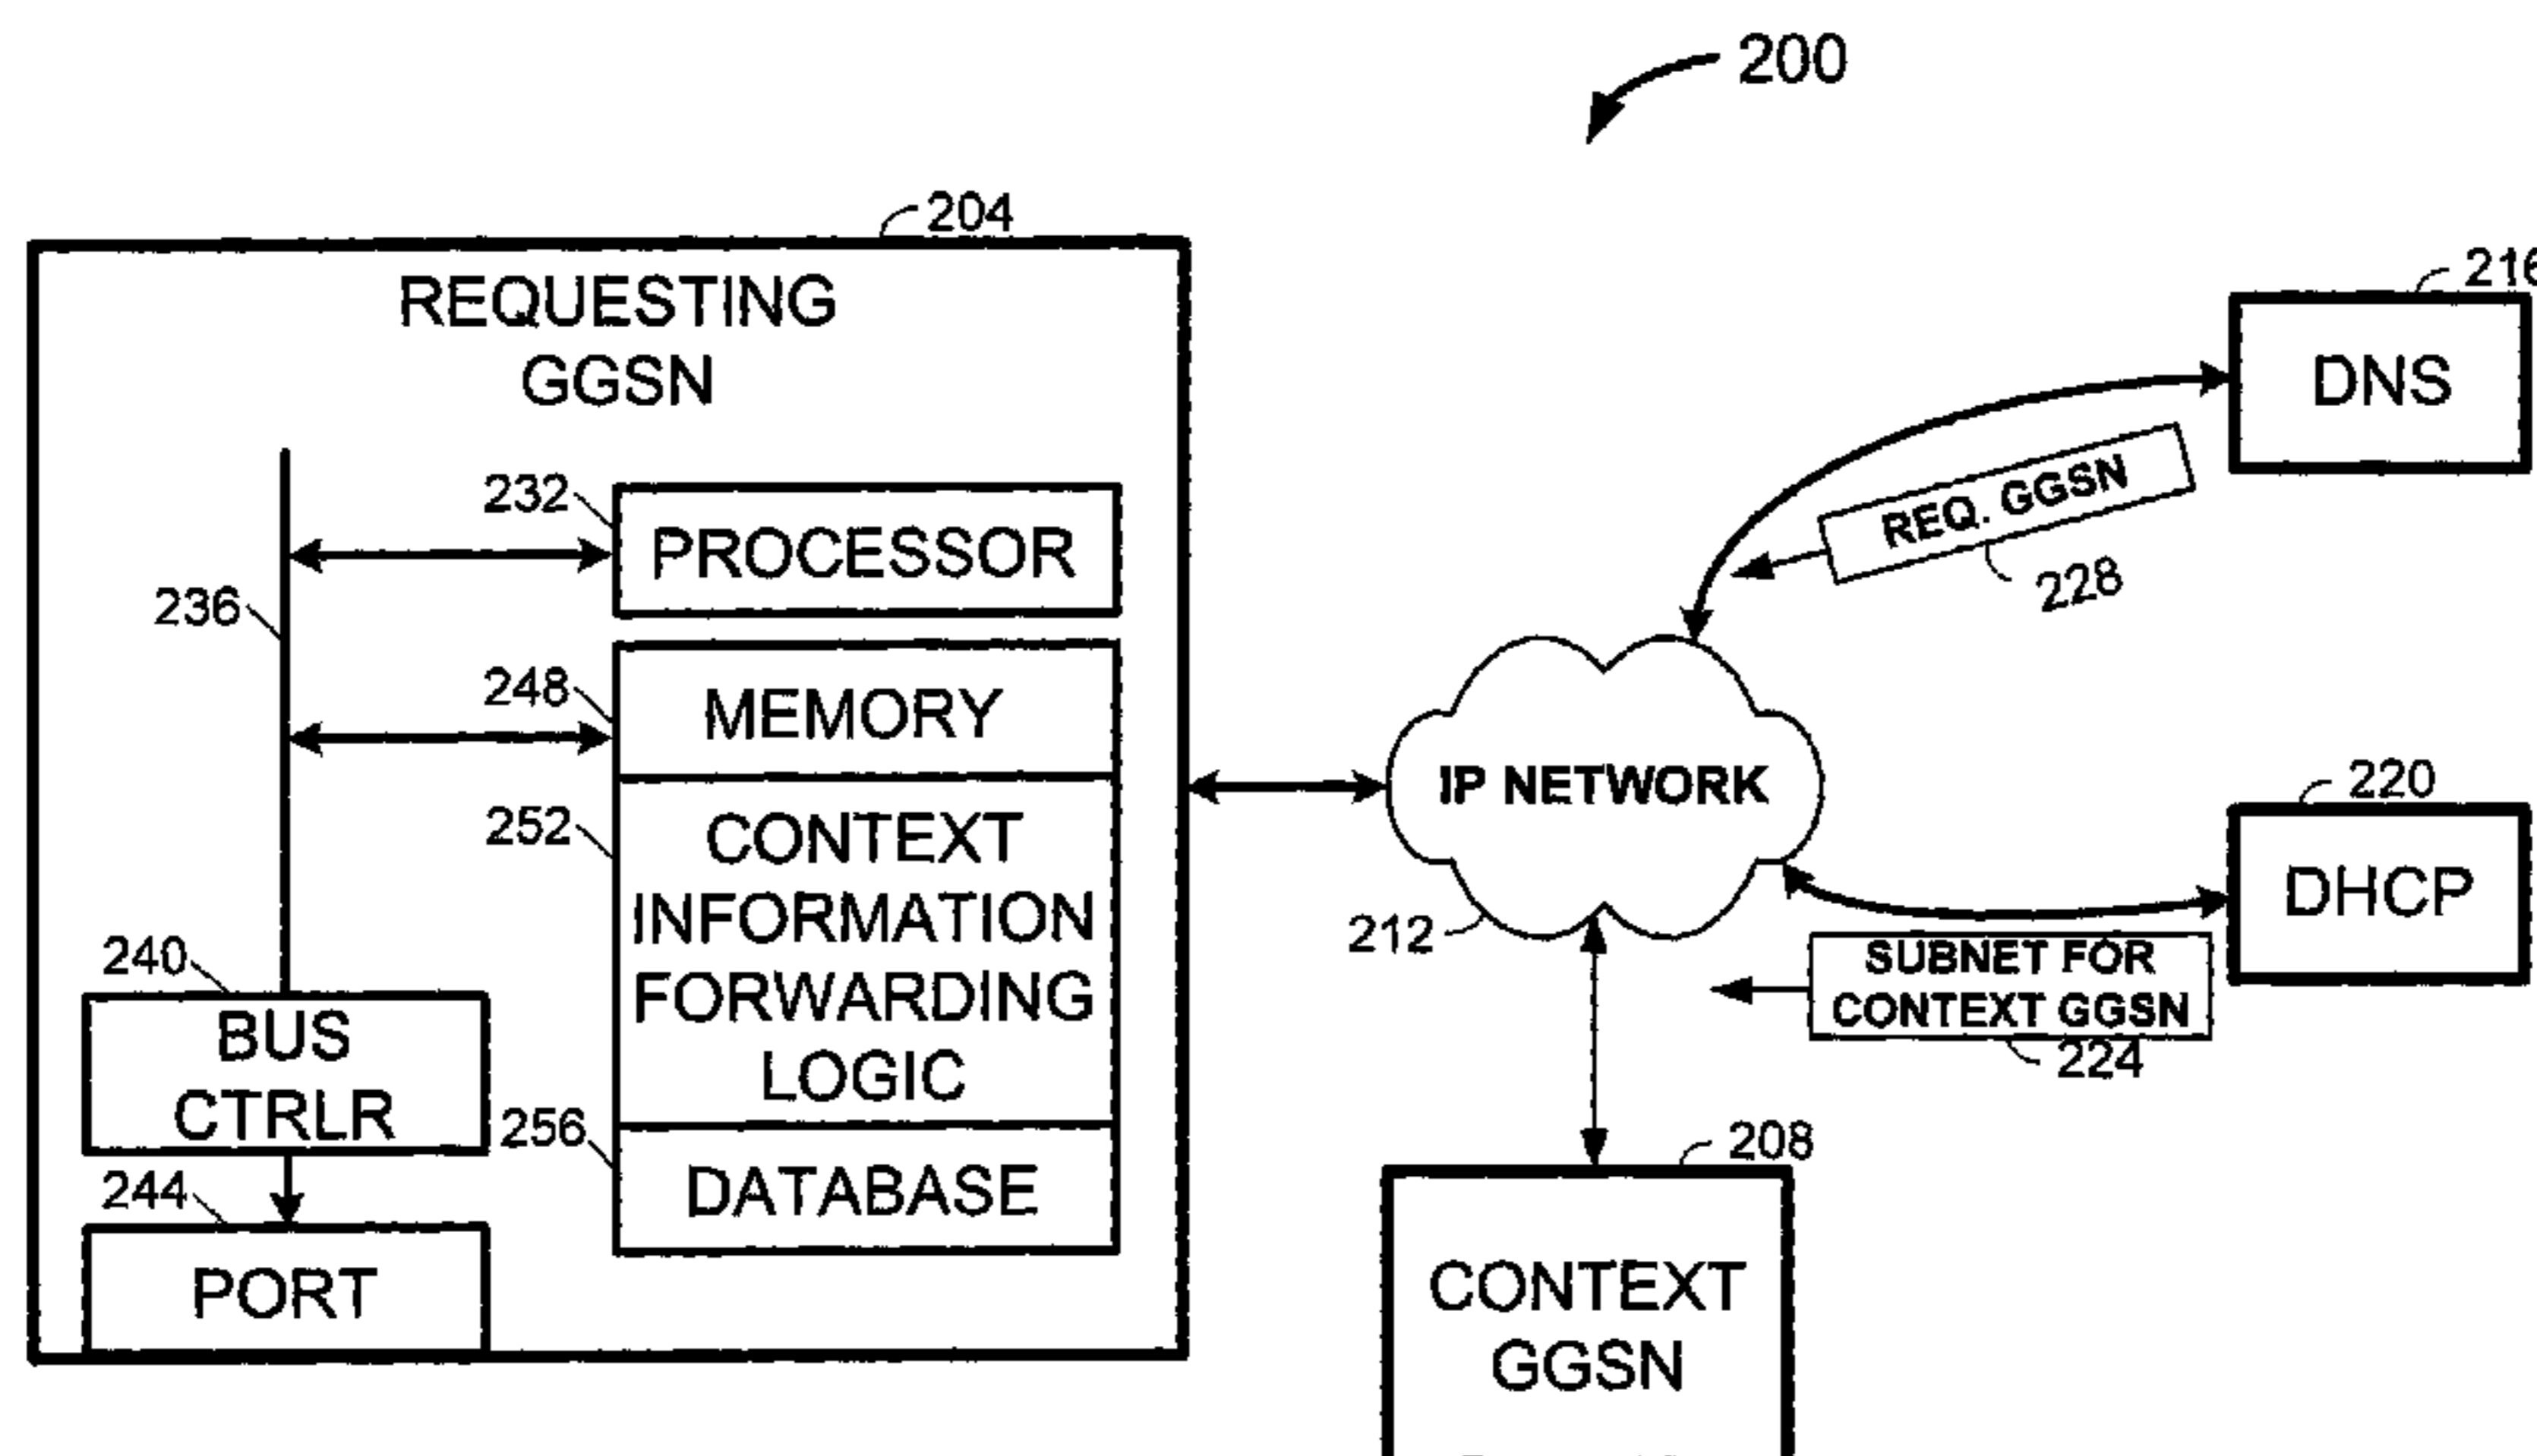 200
204
REQUESTING
GGSN
232
PROCESSOR
236
248
MEMORY
252
CONTEXT
INFORMATION
FORWARDING
LOGIC
240
BUS
CTRLR
256
DATABASE
244
PORT
216
DNS
REQ. GGSN
228
IP NETWORK
212
220
DHCP
SUBNET FOR
CONTEXT GGSN
224
208
CONTEXT
GGSN